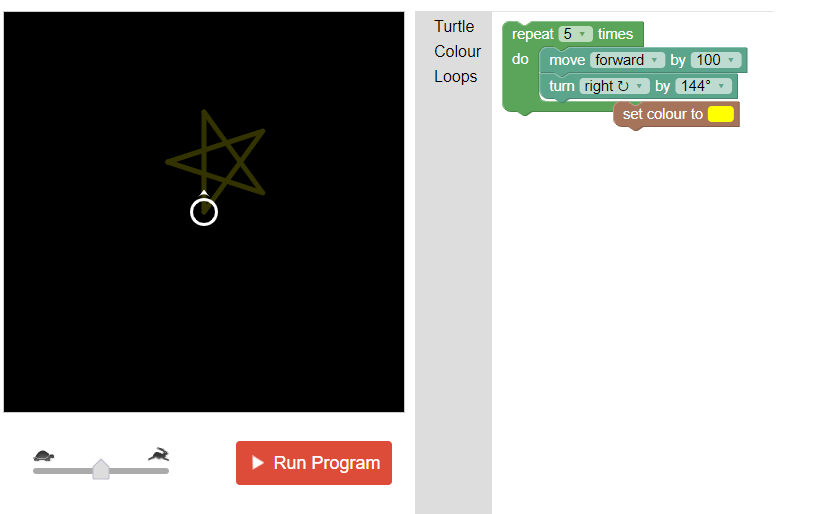 Turtle
Colour
Loops
repeat 5 times
do move forward by 100
turn right ↻ by 144°
set colour to
Run Program